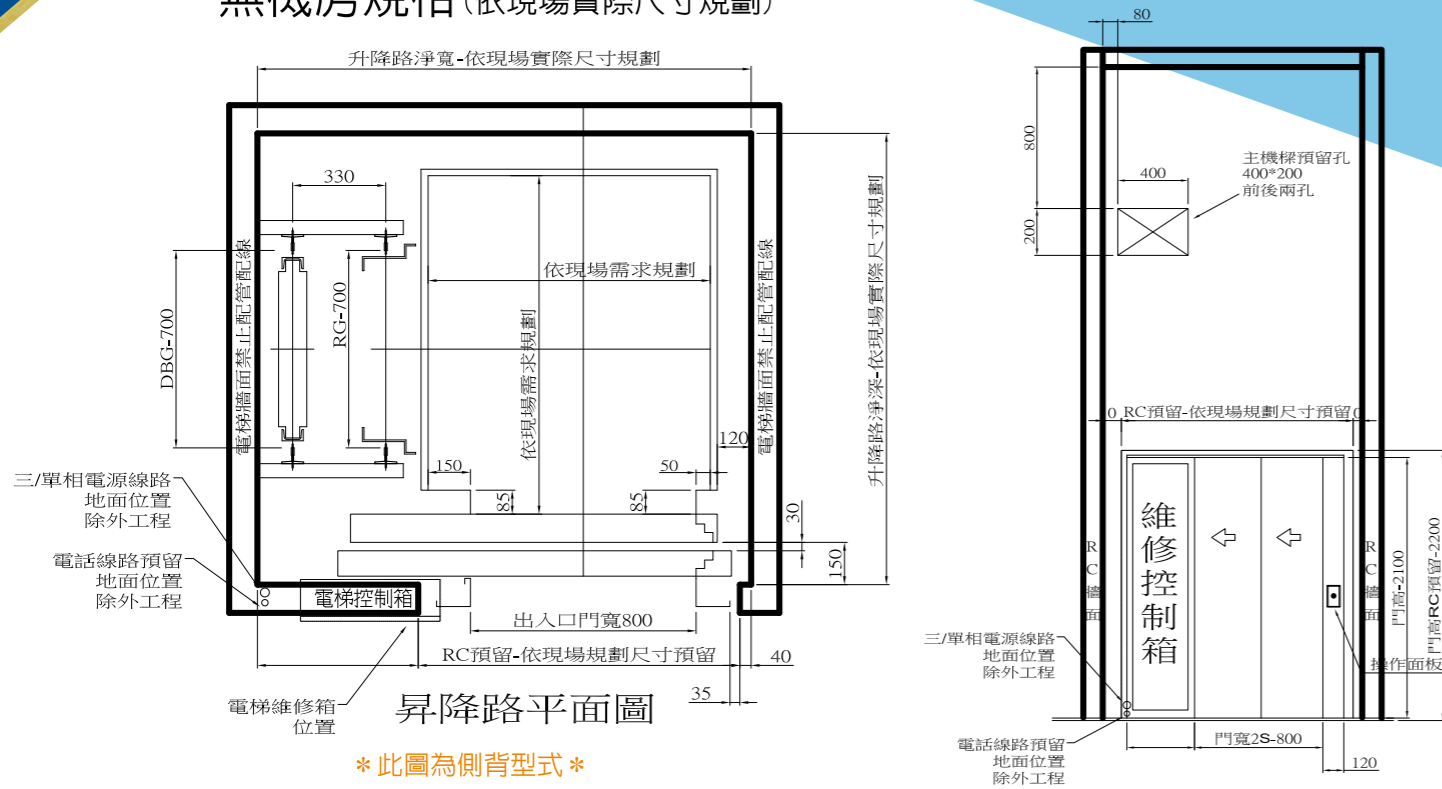 無機房規格(依現場實際尺寸規劃)
升降路淨寬-依現場實際尺寸規劃
330
電梯牆面禁止配管配線
DBG-700
RG-700
依現場需求規劃
依現場需求規劃
電梯牆面禁止配管配線
升降路淨深-依現場實際尺寸規劃
120
150
50
85
85
30
150
三/單相電源線路
地面位置
除外工程
電話線路預留
地面位置
除外工程
電梯控制箱
出入口門寬800
RC預留-依現場規劃尺寸預留
40
35
電梯維修箱
位置
昇降路平面圖
*此圖為側背型式*
80
800
400
200
主機樑預留孔
400*200
前後兩孔
0
RC預留-依現場規劃尺寸預留
0
RC牆面
維修控制箱
RC牆面
門高-2100
門高RC預留-2200
操作面板
三/單相電源線路
地面位置
除外工程
電話線路預留
地面位置
除外工程
門寬2S-800
120